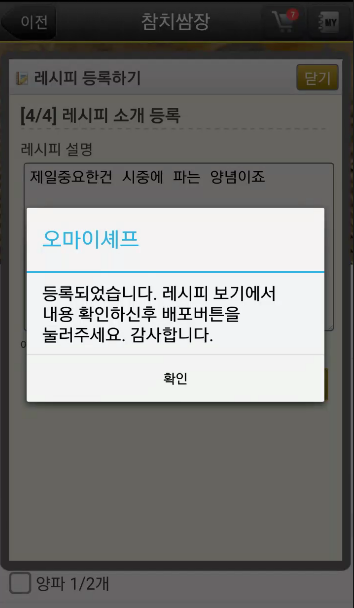 이전
참치쌈장
1
MY
레시피 등록하기
닫기
[4/4] 레시피 소개 등록
레시피 설명
제일중요한건 시중에 파는 양념이죠
오마이셰프
등록되었습니다. 레시피 보기에서
내용 확인하신후 배포버튼을
눌러주세요. 감사합니다.
확인
양파 1/2개